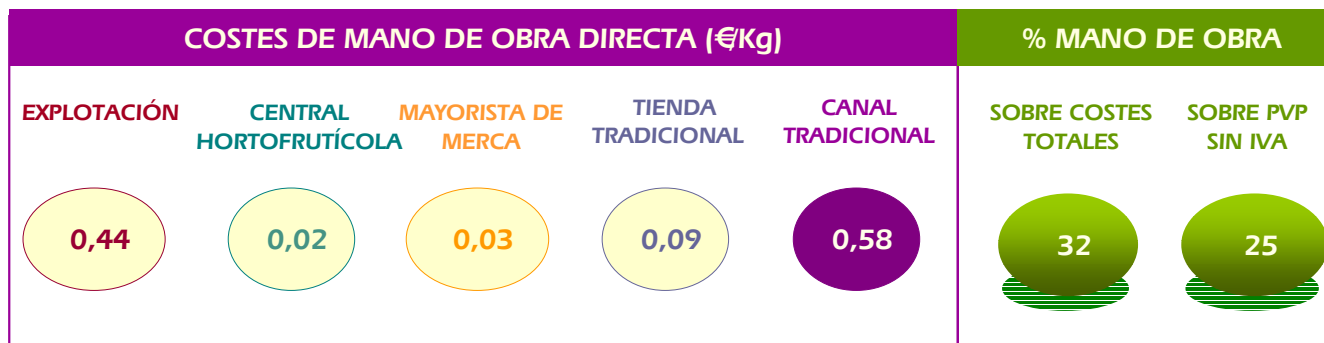 COSTES DE MANO DE OBRA DIRECTA (€/Kg)
% MANO DE OBRA
EXPLOTACIÓN
CENTRAL
HORTOFRUTÍCOLA
MAYORISTA DE
MERCA
TIENDA
TRADICIONAL
CANAL
TRADICIONAL
SOBRE COSTES
TOTALES
SOBRE PVP
SIN IVA
0,44
0,02
0,03
0,09
0,58
32
25